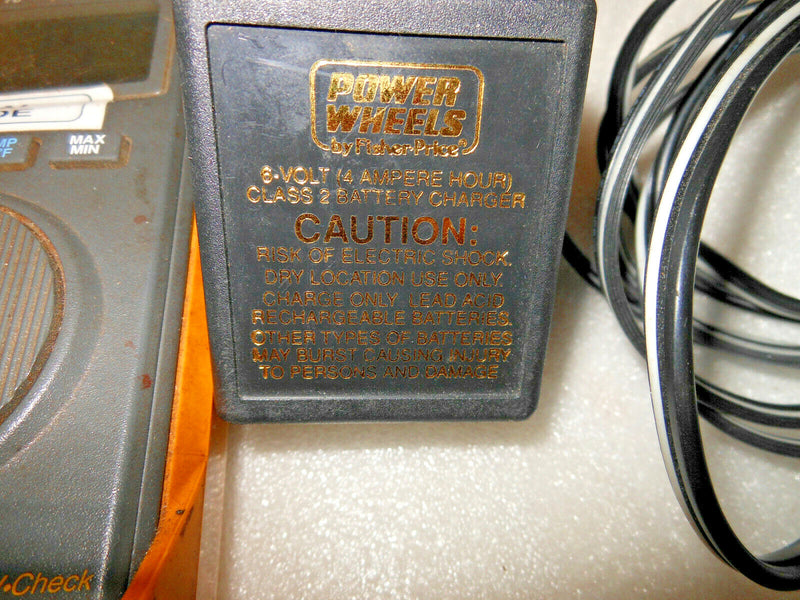 POWER
WHEELS
by Fisher-Price®
6-VOLT (4 AMPERE HOUR)
CLASS 2 BATTERY CHARGER
CAUTION:
RISK OF ELECTRIC SHOCK.
DRY LOCATION USE ONLY.
CHARGE ONLY LEAD ACID
RECHARGEABLE BATTERIES.
OTHER TYPES OF BATTERIES
MAY BURST CAUSING INJURY
TO PERSONS AND DAMAGE
MAX
MIN
Check